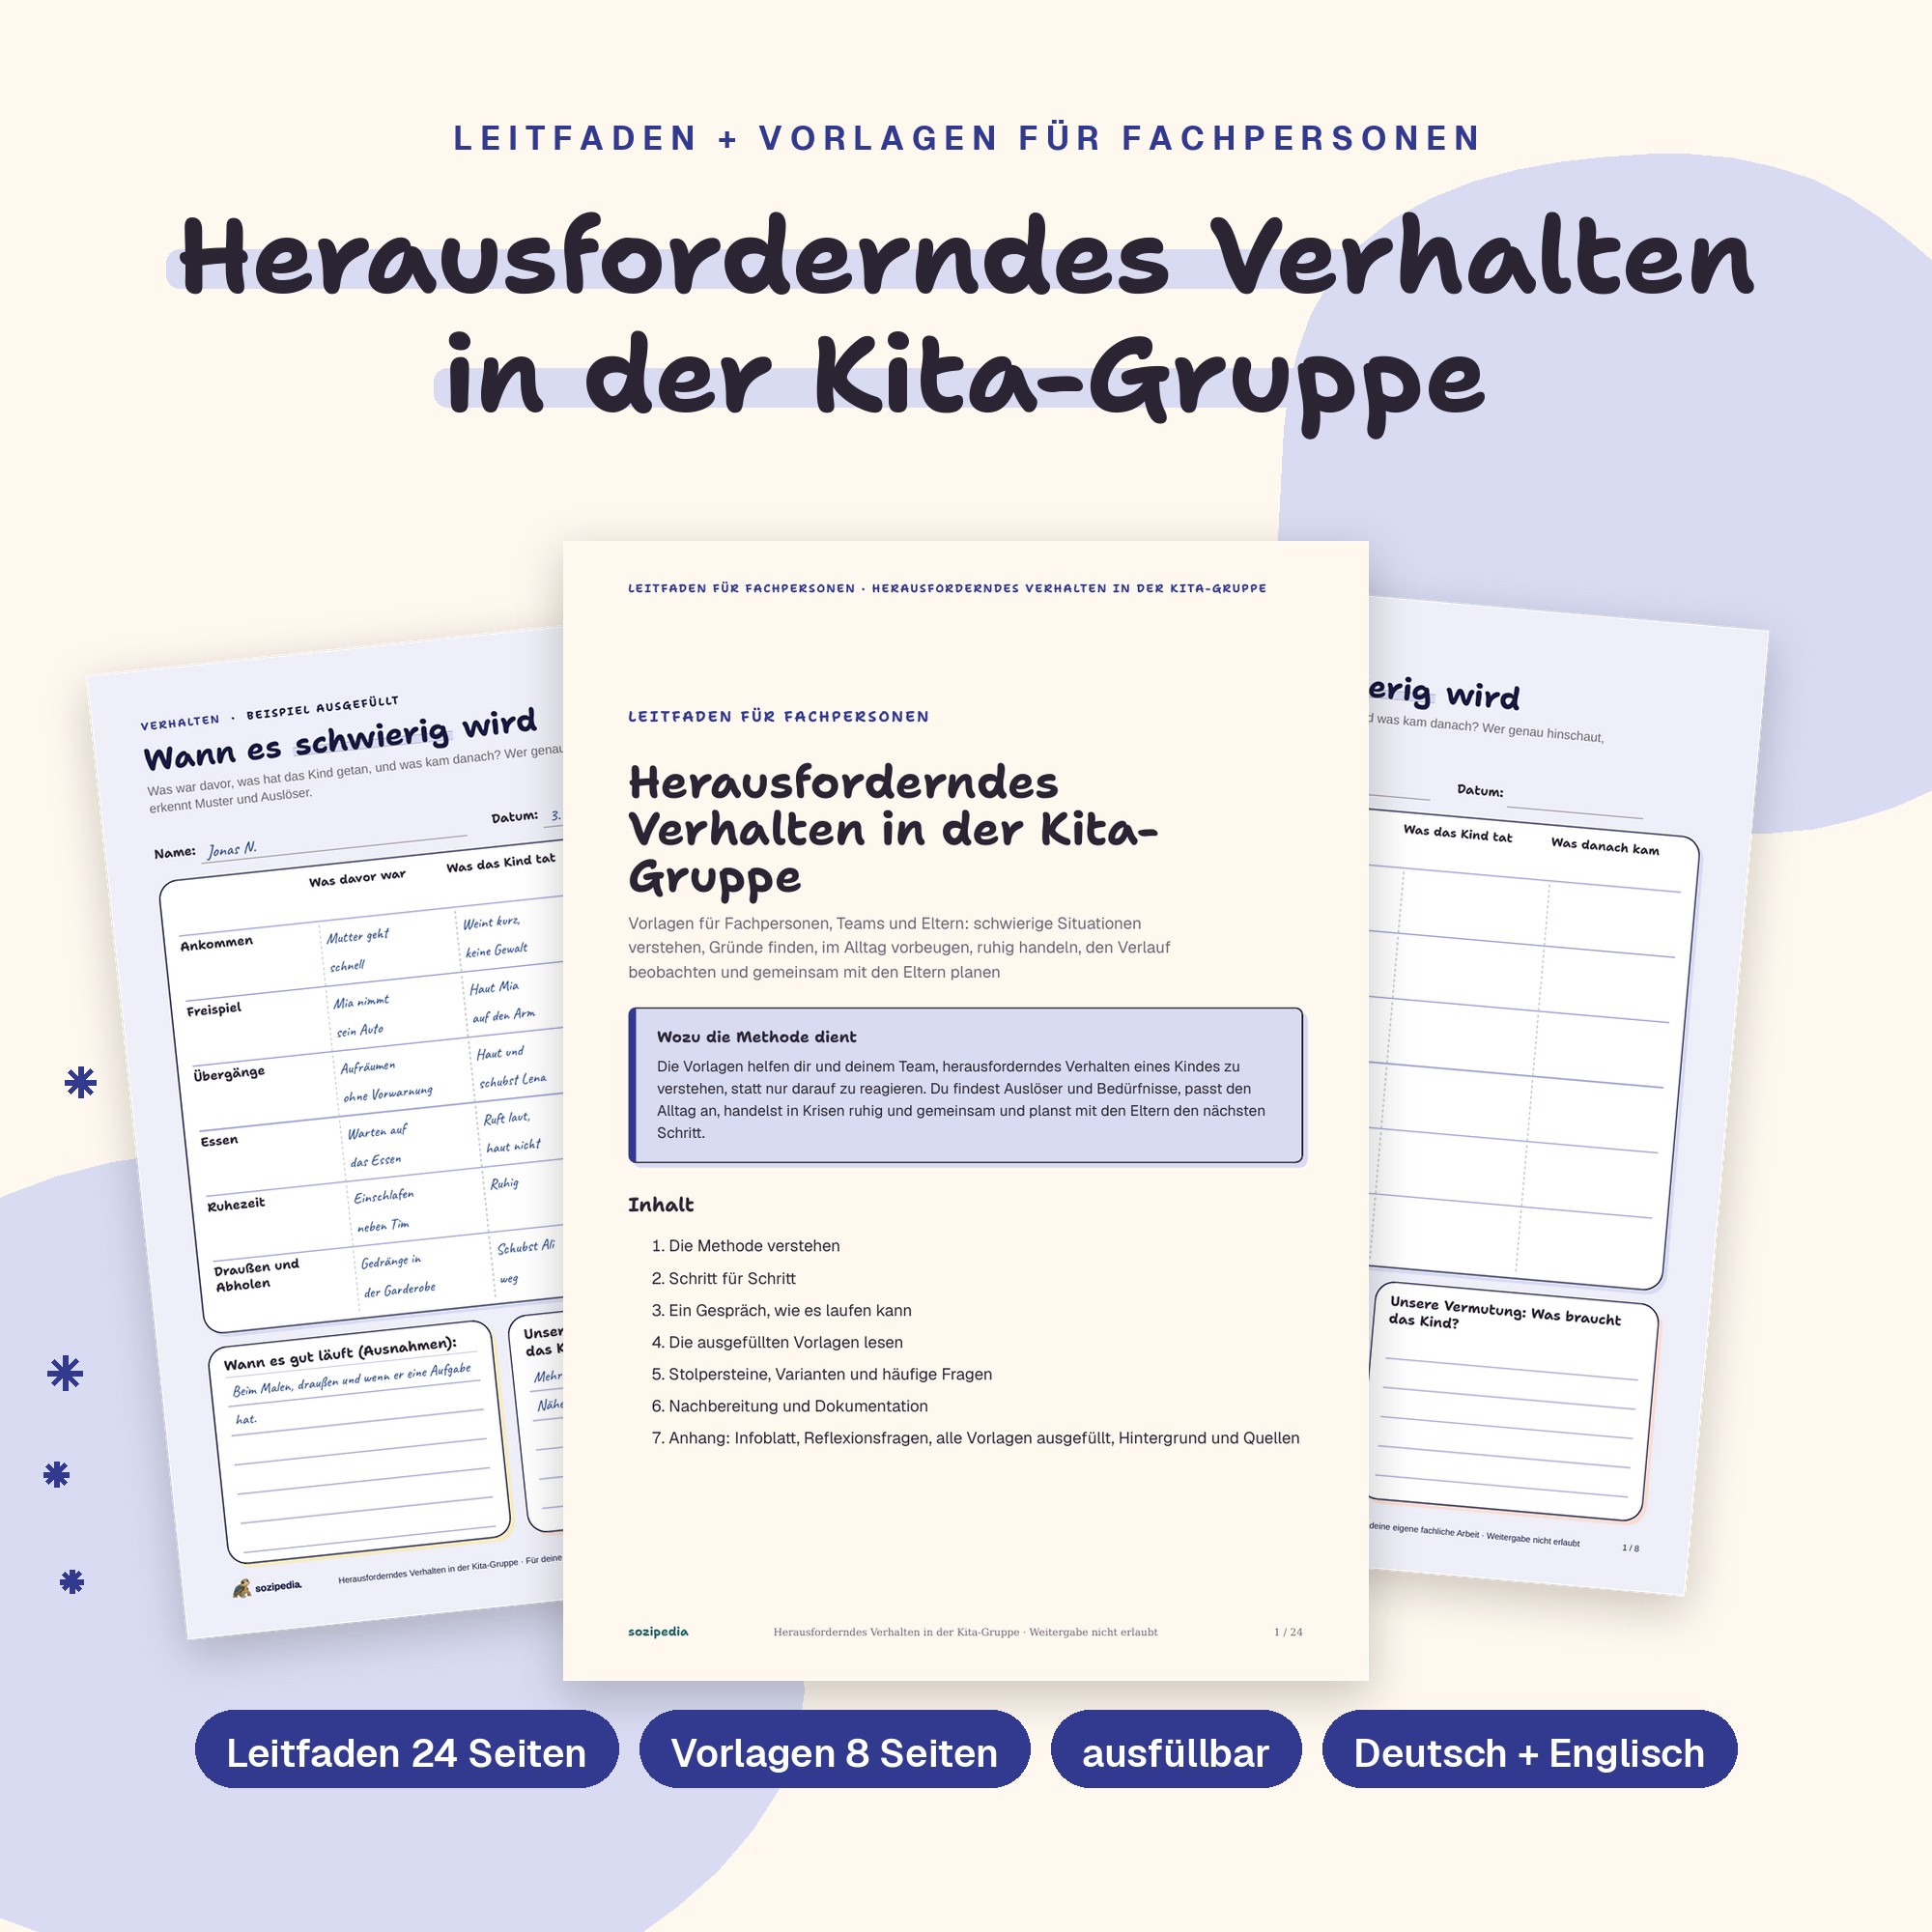 LEITFADEN + VORLAGEN FÜR FACHPERSONEN
Herausforderndes Verhalten
in der Kita-Gruppe
VERHALTEN · BEISPIEL AUSGEFÜLLT
Wann es schwierig wird
Was war davor, was hat das Kind getan, und was kam danach? Wer genau
erkennt Muster und Auslöser.
Name: Jonas N. Datum: 3.
Was davor war Was das Kind tat
Ankommen
Mutter geht
schnell
Weint kurz,
keine Gewalt
Freispiel
Mia nimmt
sein Auto
Haut Mia
auf den Arm
Übergänge
Aufräumen
ohne Vorwarnung
Haut und
schubst Lena
Essen
Warten auf
das Essen
Ruft laut,
haut nicht
Ruhezeit
Einschlafen
neben Tim
Ruhig
Draußen und
Abholen
Gedränge in
der Garderobe
Schubst Ali
weg
Wann es gut läuft (Ausnahmen):
Beim Malen, draußen und wenn er eine Aufgabe
hat.
Unser
das K
Mehr
Nähe
sozipedia
Herausforderndes Verhalten in der Kita-Gruppe · Für deine
LEITFADEN FÜR FACHPERSONEN · HERAUSFORDERNDES VERHALTEN IN DER KITA-GRUPPE
LEITFADEN FÜR FACHPERSONEN
Herausforderndes
Verhalten in der Kita-
Gruppe
Vorlagen für Fachpersonen, Teams und Eltern: schwierige Situationen
verstehen, Gründe finden, im Alltag vorbeugen, ruhig handeln, den Verlauf
beobachten und gemeinsam mit den Eltern planen
Wozu die Methode dient
Die Vorlagen helfen dir und deinem Team, herausforderndes Verhalten eines Kindes zu
verstehen, statt nur darauf zu reagieren. Du findest Auslöser und Bedürfnisse, passt den
Alltag an, handelst in Krisen ruhig und gemeinsam und planst mit den Eltern den nächsten
Schritt.
Inhalt
1. Die Methode verstehen
2. Schritt für Schritt
3. Ein Gespräch, wie es laufen kann
4. Die ausgefüllten Vorlagen lesen
5. Stolpersteine, Varianten und häufige Fragen
6. Nachbereitung und Dokumentation
7. Anhang: Infoblatt, Reflexionsfragen, alle Vorlagen ausgefüllt, Hintergrund und Quellen
sozipedia
Herausforderndes Verhalten in der Kita-Gruppe · Weitergabe nicht erlaubt
1 / 24
erig wird
d was kam danach? Wer genau hinschaut,
Datum:
Was das Kind tat Was danach kam
Unsere Vermutung: Was braucht
das Kind?
deine eigene fachliche Arbeit · Weitergabe nicht erlaubt
1 / 8
Leitfaden 24 Seiten
Vorlagen 8 Seiten
ausfüllbar
Deutsch + Englisch